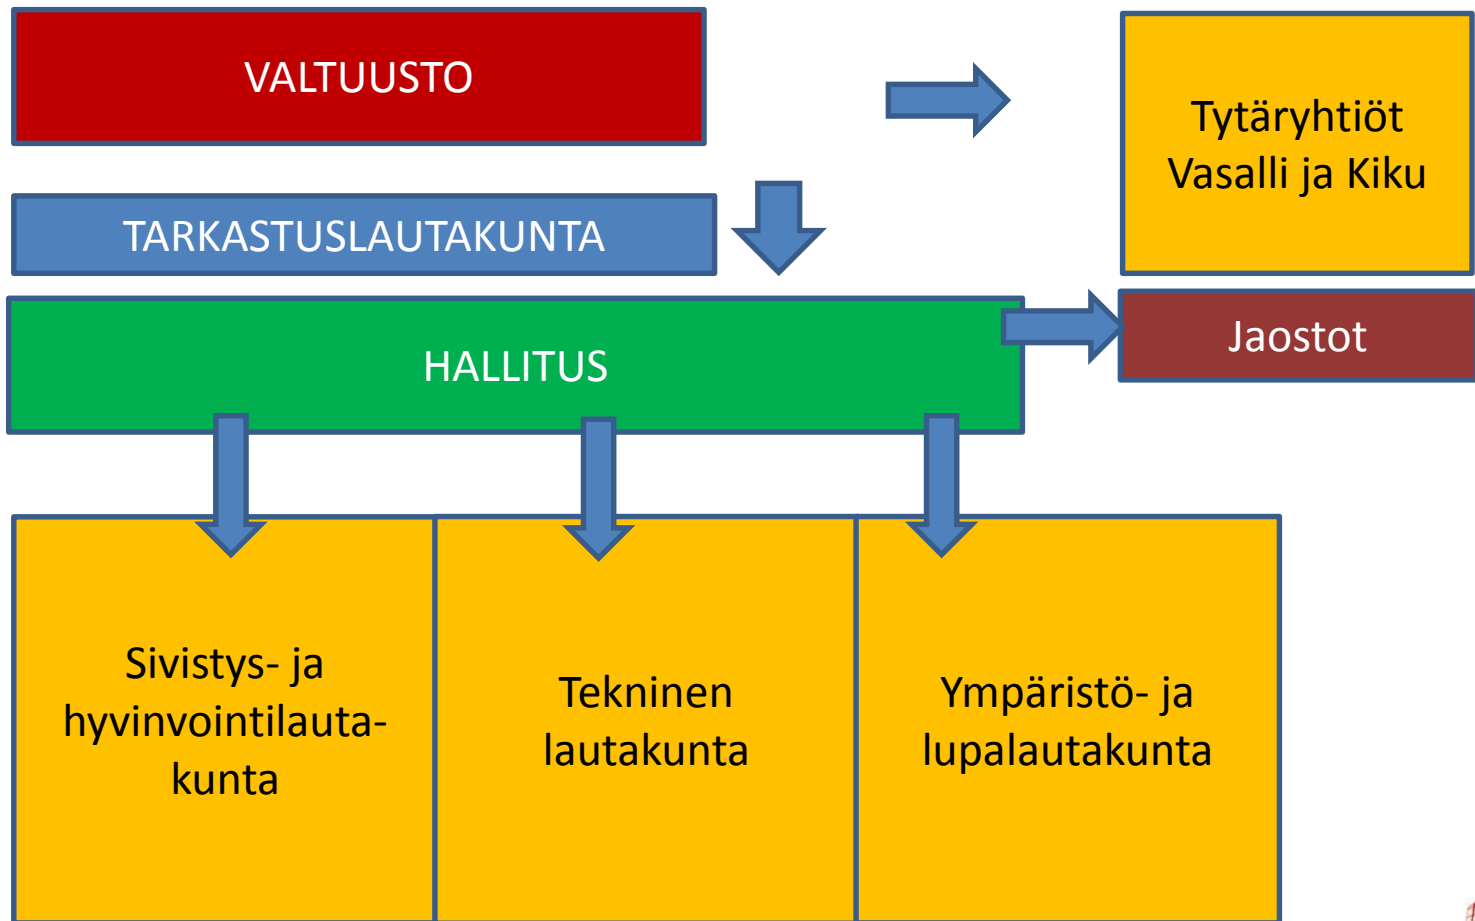 VALTUUSTO
Tytäryhtiöt
Vasalli ja Kiku
TARKASTUSLAUTAKUNTA
HALLITUS
Jaostot
Sivistys- ja
hyvinvointilauta-
kunta
Tekninen
lautakunta
Ympäristö- ja
lupalautakunta